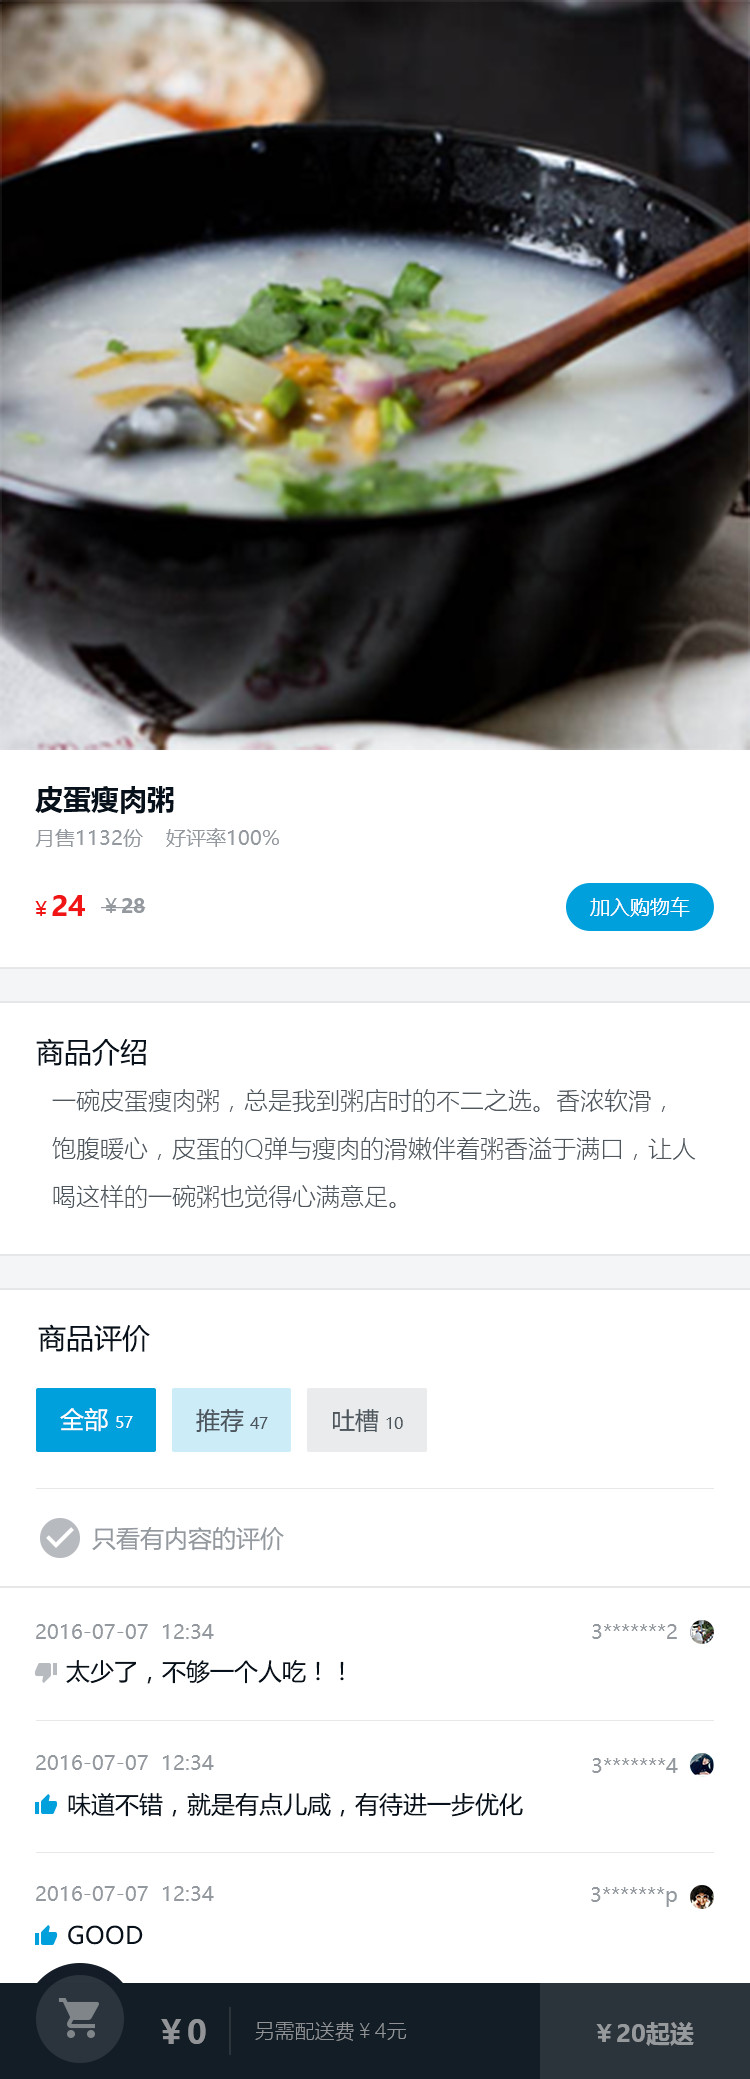 皮蛋瘦肉粥
月售1132份 好评率100%
¥ 24 ¥ 28
加入购物车
商品介绍
一碗皮蛋瘦肉粥，总是我到粥店时的不二之选。香浓软滑，
饱腹暖心，皮蛋的Q弹与瘦肉的滑嫩伴着粥香溢于满口，让人
喝这样的一碗粥也觉得心满意足。
商品评价
全部 57 推荐 47 吐槽 10
只看有内容的评价
2016-07-07 12:34 3*******2
太少了，不够一个人吃！！
2016-07-07 12:34 3*******4
味道不错，就是有点儿咸，有待进一步优化
2016-07-07 12:34 3*******p
GOOD
¥ 0 另需配送费 ¥ 4元 ¥ 20起送